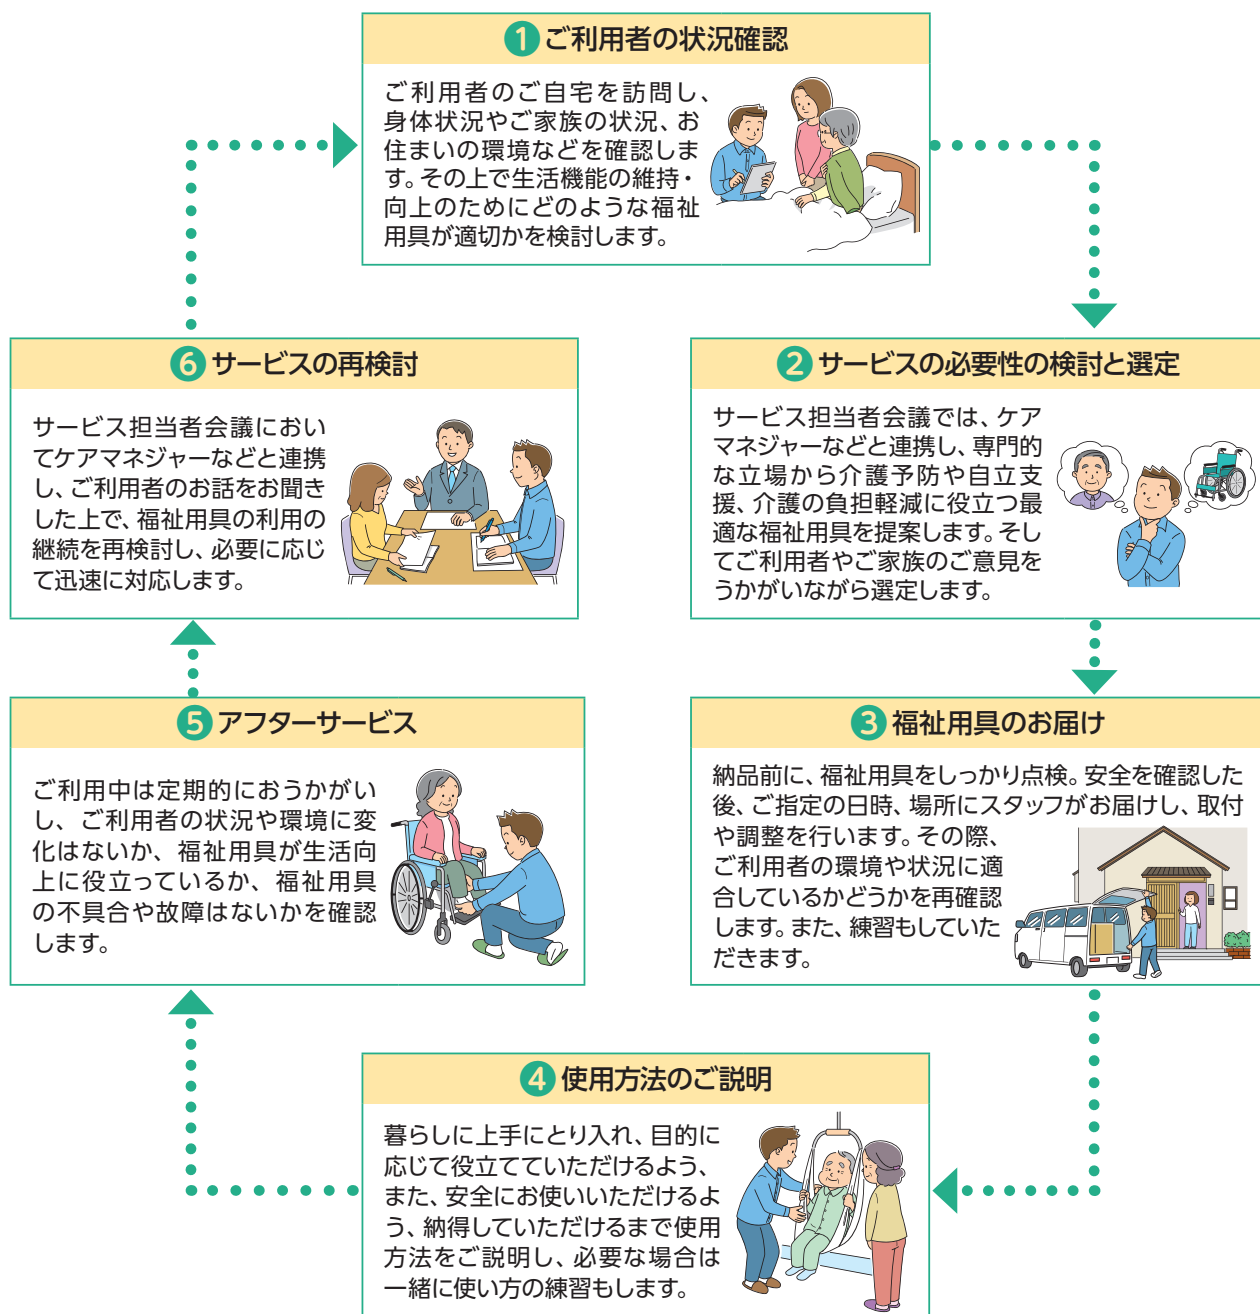 1 ご利用者の状況確認
ご利用者のご自宅を訪問し、
身体状況やご家族の状況、お
住まいの環境などを確認しま
す。その上で生活機能の維持・
向上のためにどのような福祉
用具が適切かを検討します。
2 サービスの必要性の検討と選定
サービス担当者会議では、ケア
マネジャーなどと連携し、専門的
な立場から介護予防や自立支
援、介護の負担軽減に役立つ最
適な福祉用具を提案します。そし
てご利用者やご家族のご意見を
うかがいながら選定します。
3 福祉用具のお届け
納品前に、福祉用具をしっかり点検。安全を確認した
後、ご指定の日時、場所にスタッフがお届けし、取付
や調整を行います。その際、
ご利用者の環境や状況に適
合しているかどうかを再確認
します。また、練習もしていた
だきます。
4 使用方法のご説明
暮らしに上手にとり入れ、目的に
応じて役立てていただけるよう、
また、安全にお使いいただけるよ
う、納得していただけるまで使用
方法をご説明し、必要な場合は
一緒に使い方の練習もします。
5 アフターサービス
ご利用中は定期的におうかがい
し、ご利用者の状況や環境に変
化はないか、福祉用具が生活向
上に役立っているか、福祉用具
の不具合や故障はないかを確認
します。
6 サービスの再検討
サービス担当者会議におい
てケアマネジャーなどと連携
し、ご利用者のお話をお聞き
した上で、福祉用具の利用の
継続を再検討し、必要に応じ
て迅速に対応します。